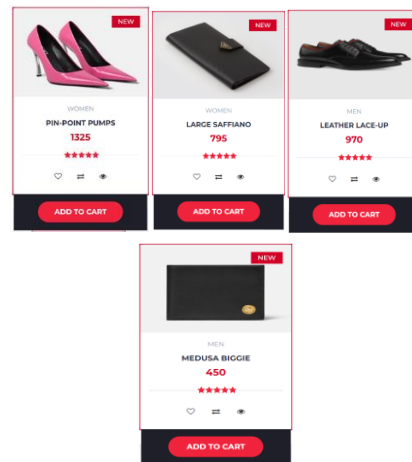 NEW
WOMEN
PIN-POINT PUMPS
1325
ADD TO CART
NEW
WOMEN
LARGE SAFFIANO
795
ADD TO CART
NEW
MEN
LEATHER LACE-UP
970
ADD TO CART
NEW
MEN
MEDUSA BIGGIE
450
ADD TO CART